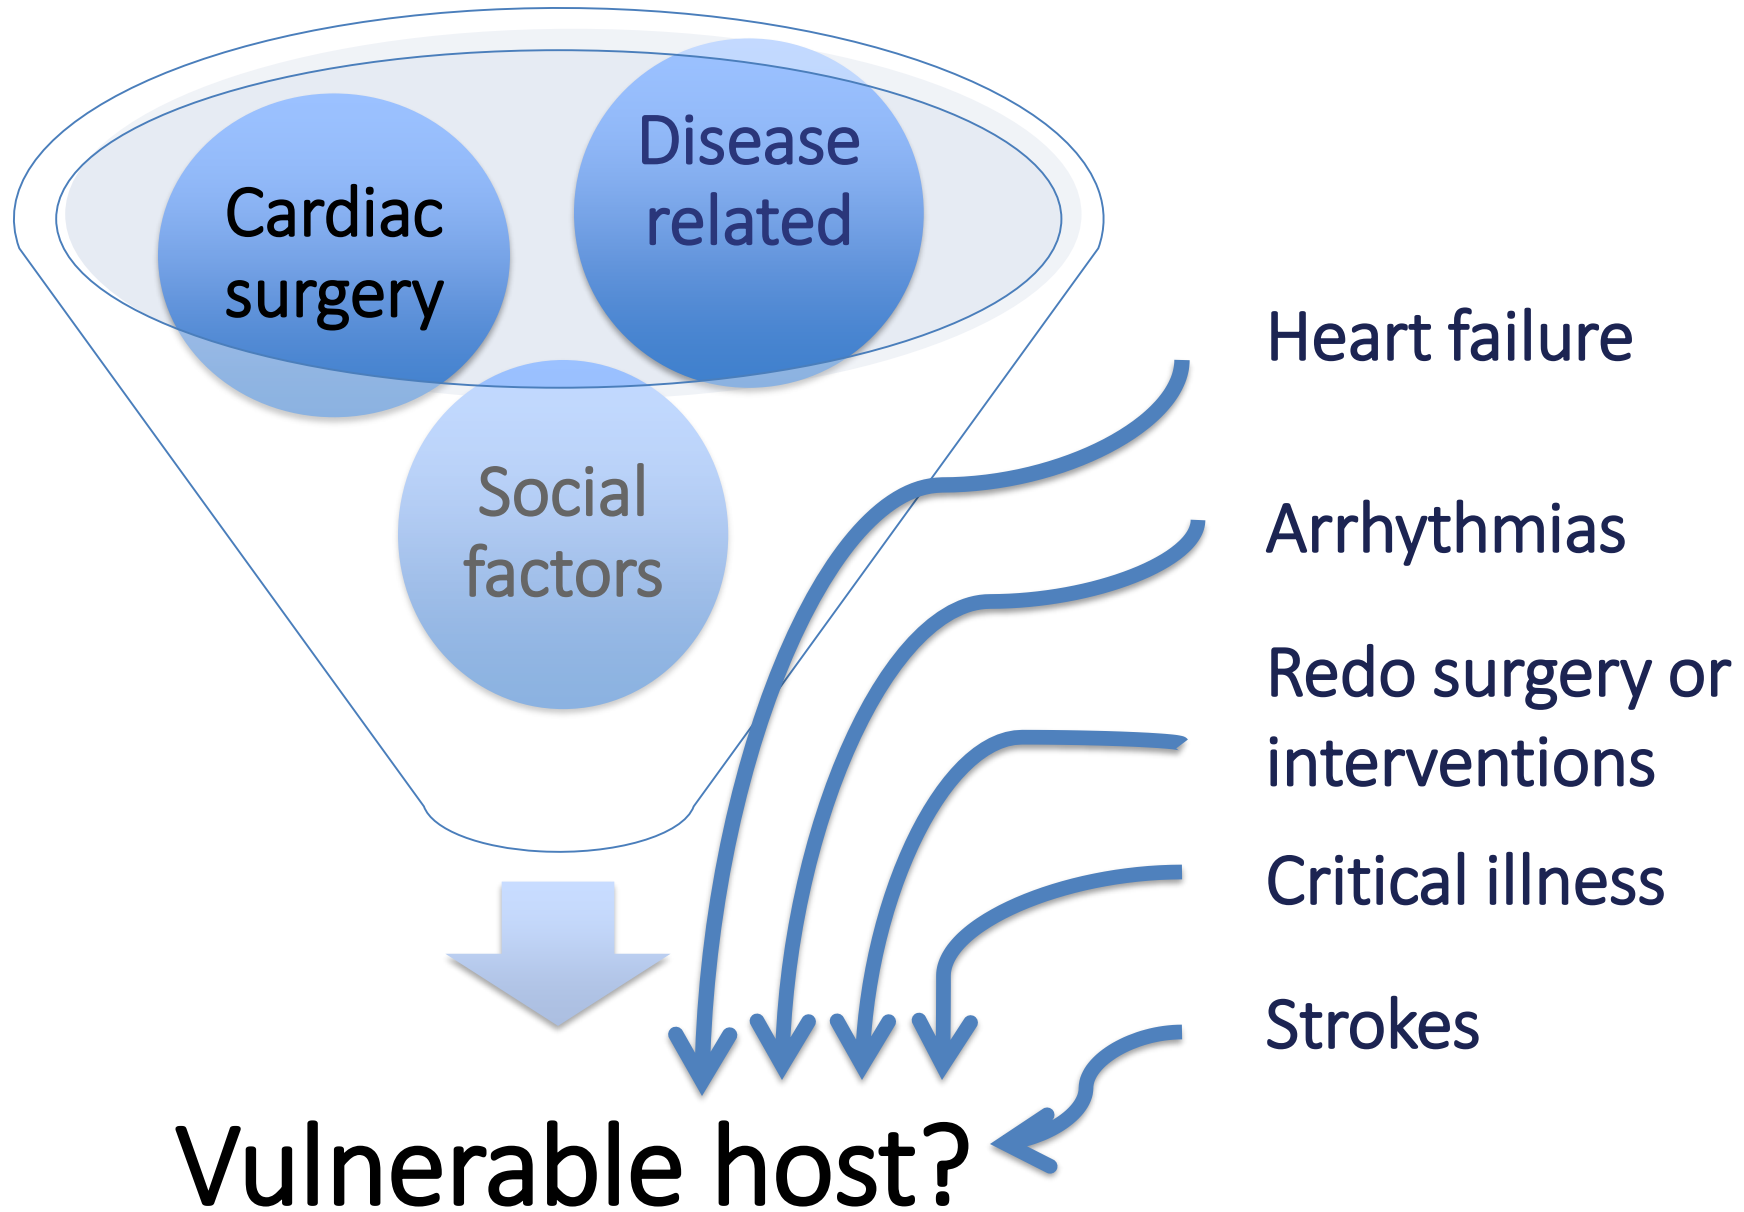 Cardiac
surgery
Disease
related
Social
factors
Heart failure
Arrhythmias
Redo surgery or
interventions
Critical illness
Strokes
Vulnerable host?